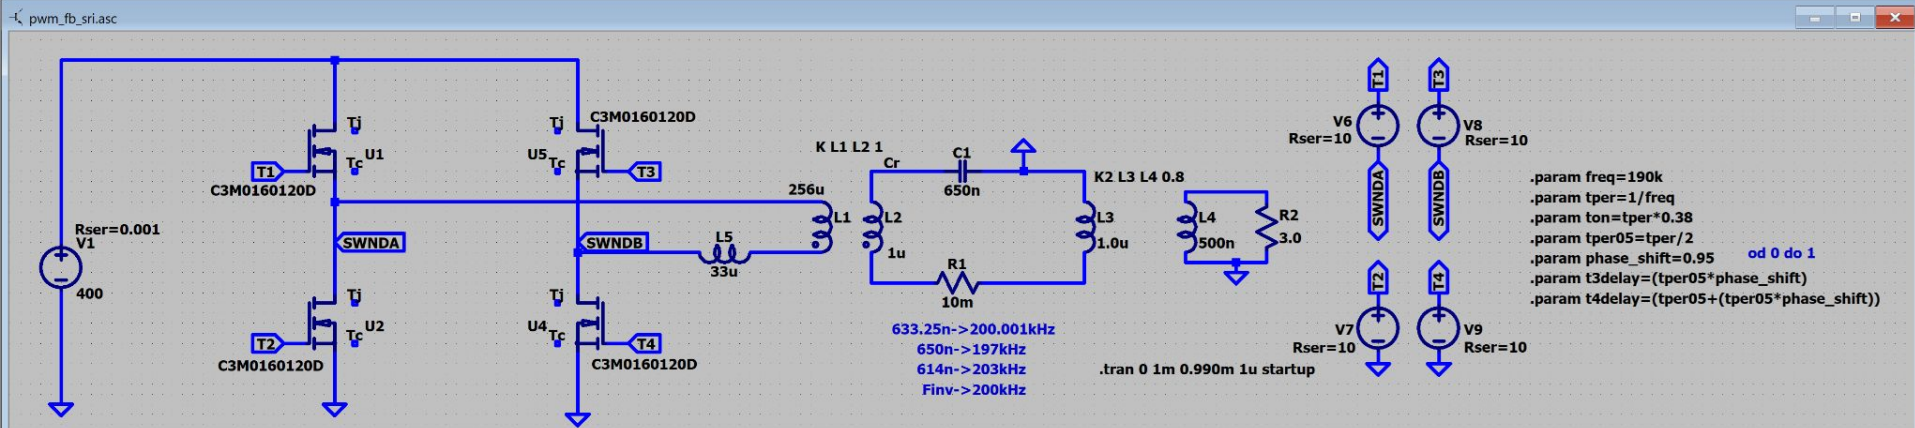 pwm_fb_sri.asc
Rser=0.001
V1
400
Tj
Tc
U1
T1
C3M0160120D
SWNDA
Tj
Tc
U2
T2
C3M0160120D
C3M0160120D
Tj
U5
Tc
T3
SWNDB
Tj
U4
Tc
T4
C3M0160120D
L5
33u
K L1 L2 1
256u
L1
Cr
L2
1u
C1
650n
R1
10m
K2 L3 L4 0.8
L3
1.0u
L4
500n
R2
3.0
633.25n->200.001kHz
650n->197kHz
614n->203kHz
Finv->200kHz
.tran 0 1m 0.990m 1u startup
T1
V6
Rser=10
SWNDA
T3
V8
Rser=10
SWNDB
T2
V7
Rser=10
T4
V9
Rser=10
.param freq=190k
.param tper=1/freq
.param ton=tper*0.38
.param tper05=tper/2
.param phase_shift=0.95
od 0 do 1
.param t3delay=(tper05*phase_shift)
.param t4delay=(tper05+(tper05*phase_shift))